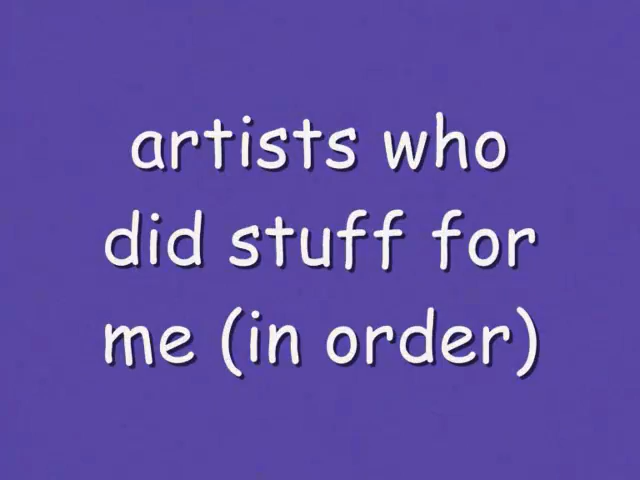 artists who
did stuff for
me (in order)